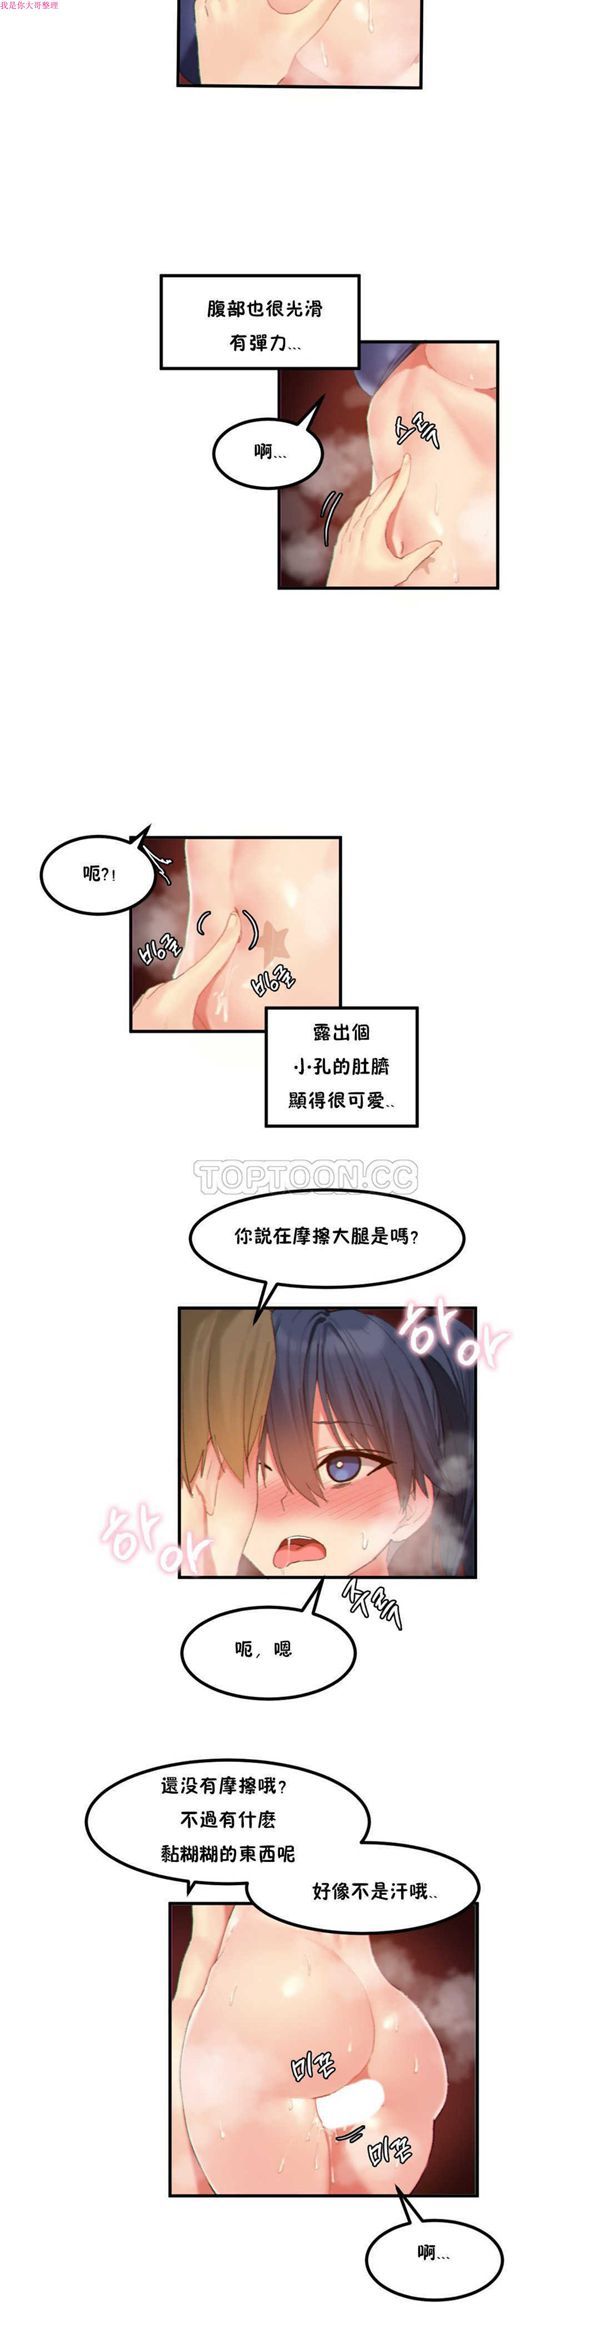 我是你大哥整理
腹部也很光滑
有彈力...
啊...
스륵
呃?!
빙글
빙글
露出個
小孔的肚臍
顯得很可愛..
TOPTOON.CC
你説在摩擦大腿是嗎?
하아
하아
스륵
呃，嗯
還没有摩擦哦?
不過有什麽
黏糊糊的東西呢
好像不是汗哦..
미끈
미끈
啊...